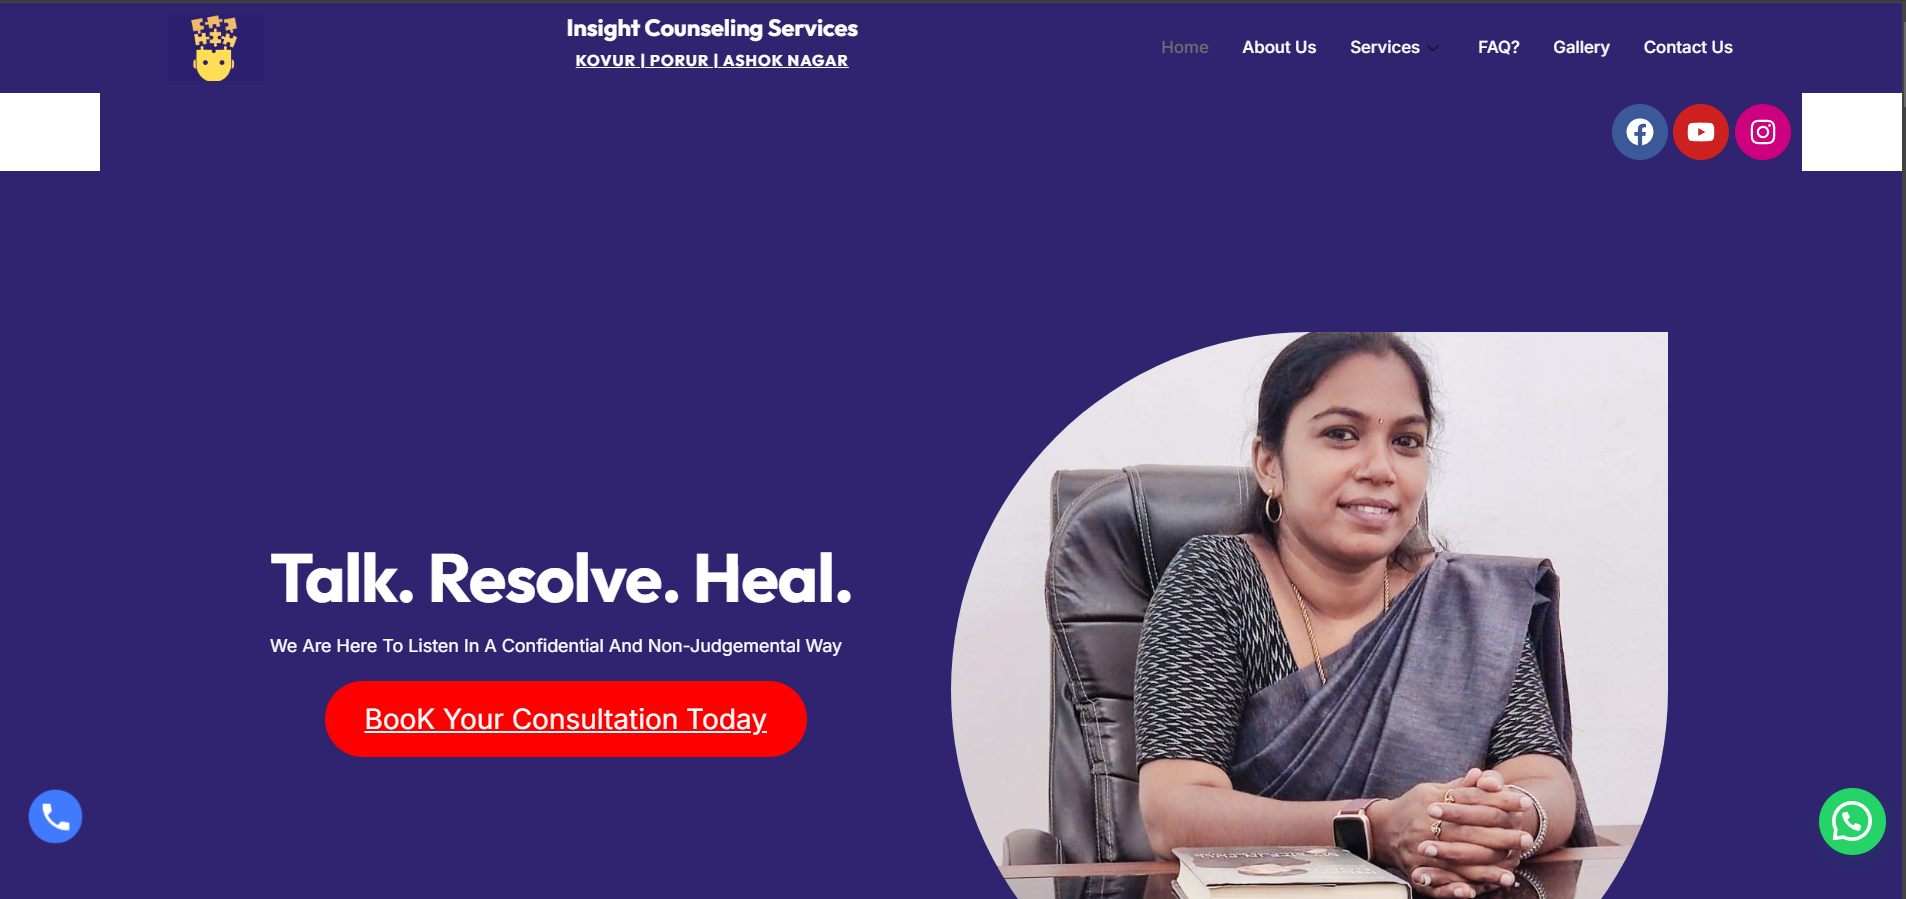 Insight Counseling Services
KOVUR | PORUR | ASHOK NAGAR
Home About Us Services FAQ? Gallery Contact Us
Talk. Resolve. Heal.
We Are Here To Listen In A Confidential And Non-Judgemental Way
BooK Your Consultation Today